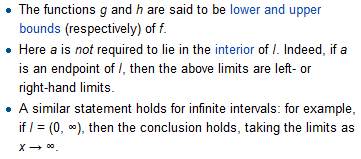 • The functions g and h are said to be lower and upper
bounds (respectively) of f.
• Here a is not required to lie in the interior of I. Indeed, if a
is an endpoint of I, then the above limits are left- or
right-hand limits.
• A similar statement holds for infinite intervals: for example,
if I = (0, ∞), then the conclusion holds, taking the limits as
x → ∞.